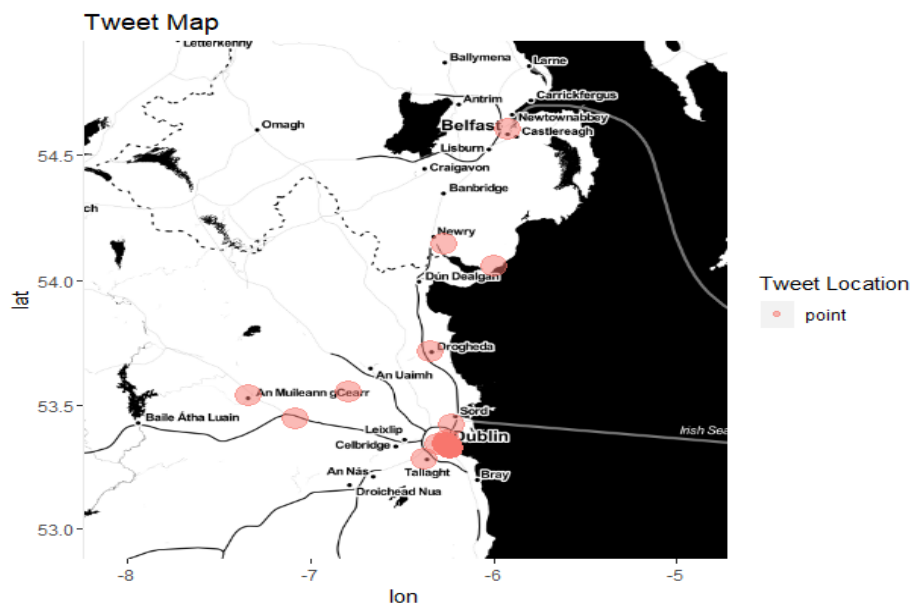 Tweet Map
Letterkenny
Ballymena
Larne
Antrim
Carrickfergus
Newtownabbey
Omagh
Belfast
Castlereagh
Lisburn
Craigavon
Banbridge
ch
Newry
Dún Dealgan
Drogheda
An Uaimh
An Muileann gCearr
Baile Átha Luain
Sord
Leixlip
Dublin
Irish Sea
Celbridge
Tallaght
An Nás
Bray
Droichead Nua
54.5
54.0
53.5
53.0
lat
-8
-7
-6
-5
lon
Tweet Location
point